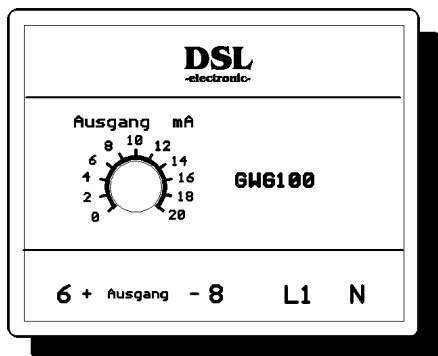 DSL
-electronic-
Ausgang mA
0 2 4 6 8 10 12 14 16 18 20
GWG100
6 + Ausgang - 8 L1 N